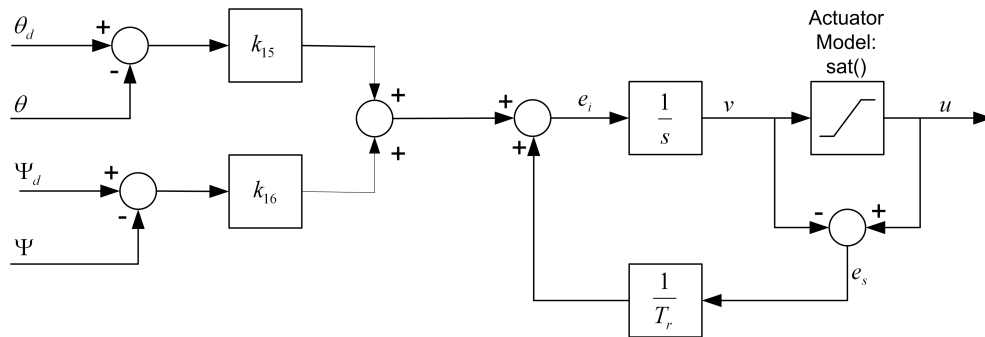 Actuator
Model:
sat()
θ_d
+
-
k_15
θ
+
+
+
+
e_i
1
s
v
u
Ψ_d
+
-
k_16
Ψ
-
+
e_s
1
T_r